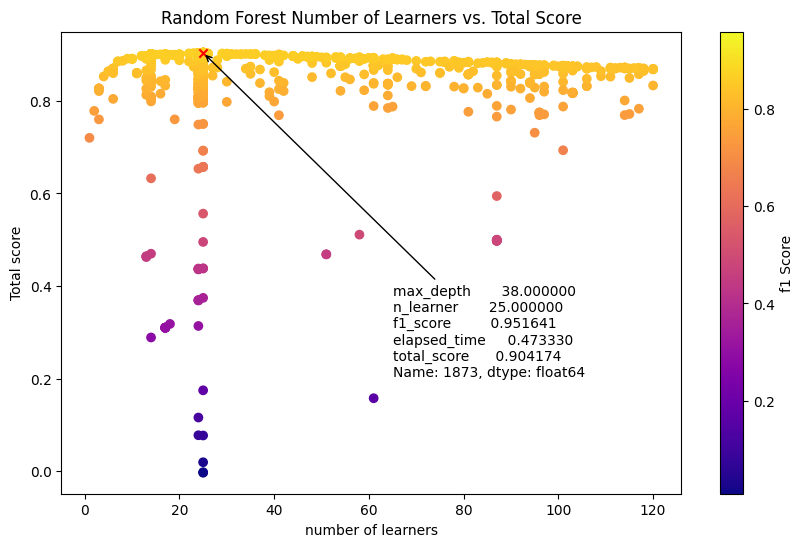 Random Forest Number of Learners vs. Total Score
Total score
0.8
0.6
0.4
0.2
0.0
max_depth 38.000000
n_learner 25.000000
f1_score 0.951641
elapsed_time 0.473330
total_score 0.904174
Name: 1873, dtype: float64
0 20 40 60 80 100 120
number of learners
0.8
0.6
0.4
0.2
f1 Score